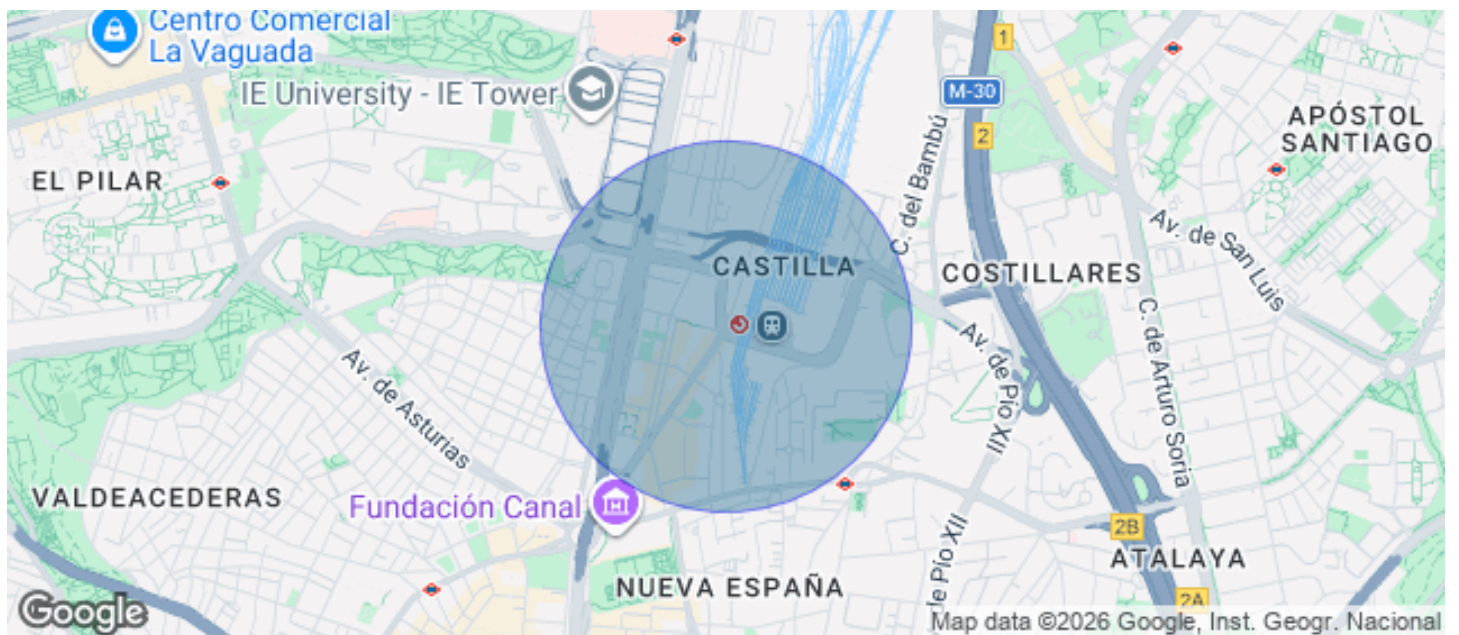 Centro Comercial
La Vaguada
IE University - IE Tower
1
M-30
2
APÓSTOL
SANTIAGO
EL PILAR
C. del Bambú
Av. de San Luis
CASTILLA
COSTILLARES
C. de Arturo Soria
Av. de Pío XII
Av. de Asturias
VALDEACEDERAS
Fundación Canal
2B
de Pío XII
ATALAYA
NUEVA ESPAÑA
2A
Google
Map data ©2026 Google, Inst. Geogr. Nacional